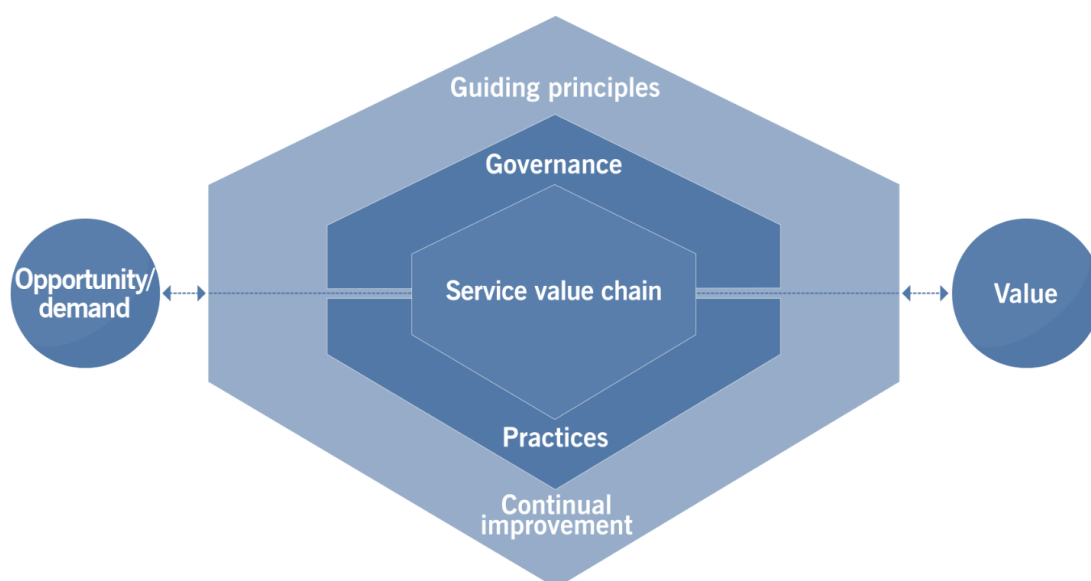 Guiding principles
Governance
Opportunity/
demand
Service value chain
Value
Practices
Continual
improvement